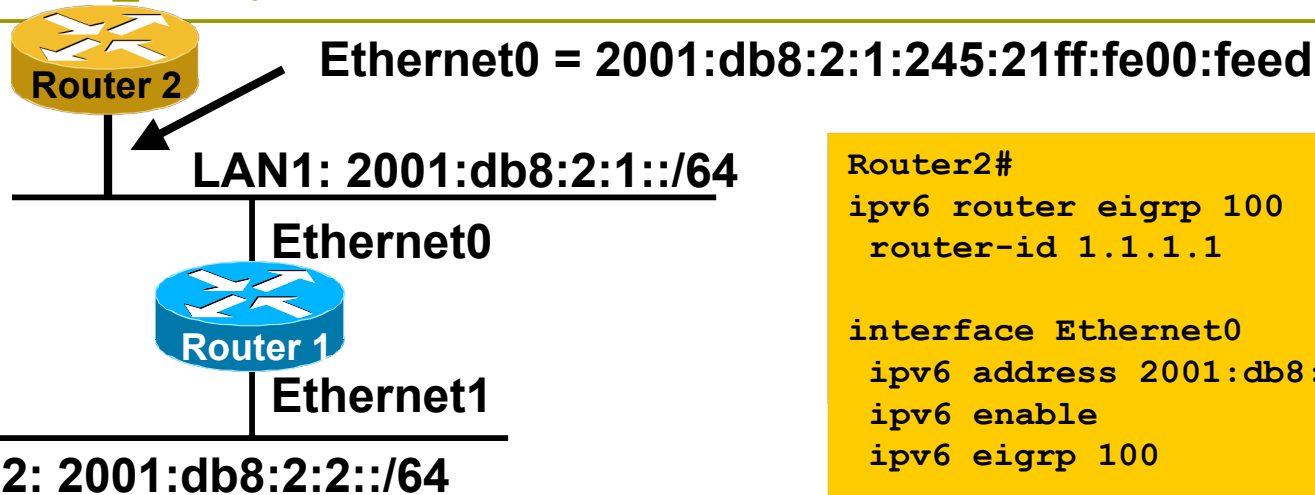 Router 2
Ethernet0 = 2001:db8:2:1:245:21ff:fe00:feed
LAN1: 2001:db8:2:1::/64
Ethernet0
Router 1
Ethernet1
2: 2001:db8:2:2::/64
Router2#
ipv6 router eigrp 100
router-id 1.1.1.1
interface Ethernet0
ipv6 address 2001:db8:
ipv6 enable
ipv6 eigrp 100